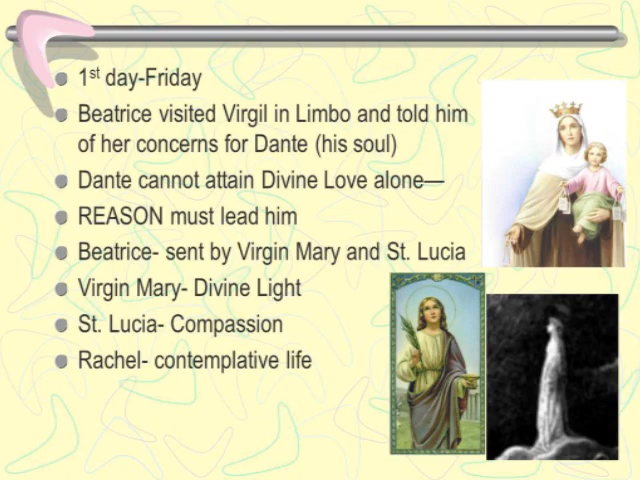 1st day-Friday
Beatrice visited Virgil in Limbo and told him
of her concerns for Dante (his soul)
Dante cannot attain Divine Love alone—
REASON must lead him
Beatrice- sent by Virgin Mary and St. Lucia
Virgin Mary- Divine Light
St. Lucia- Compassion
Rachel- contemplative life